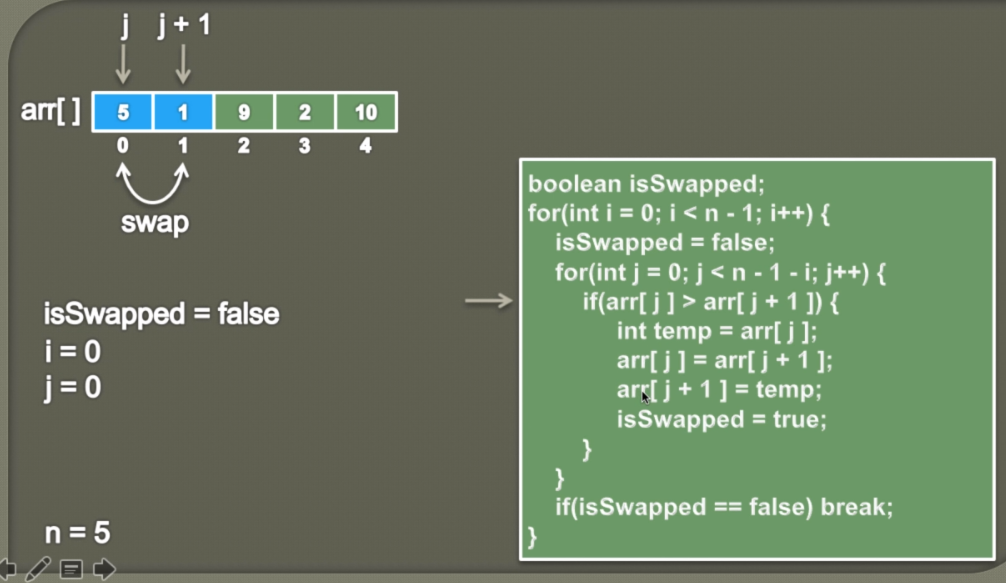 j j + 1
arr[ ] 5 1 9 2 10
0 1 2 3 4
swap
isSwapped = false
i = 0
j = 0
n = 5
boolean isSwapped;
for(int i = 0; i < n - 1; i++) {
isSwapped = false;
for(int j = 0; j < n - 1 - i; j++) {
if(arr[ j ] > arr[ j + 1 ]) {
int temp = arr[ j ];
arr[ j ] = arr[ j + 1 ];
arr[ j + 1 ] = temp;
isSwapped = true;
}
}
if(isSwapped == false) break;
}